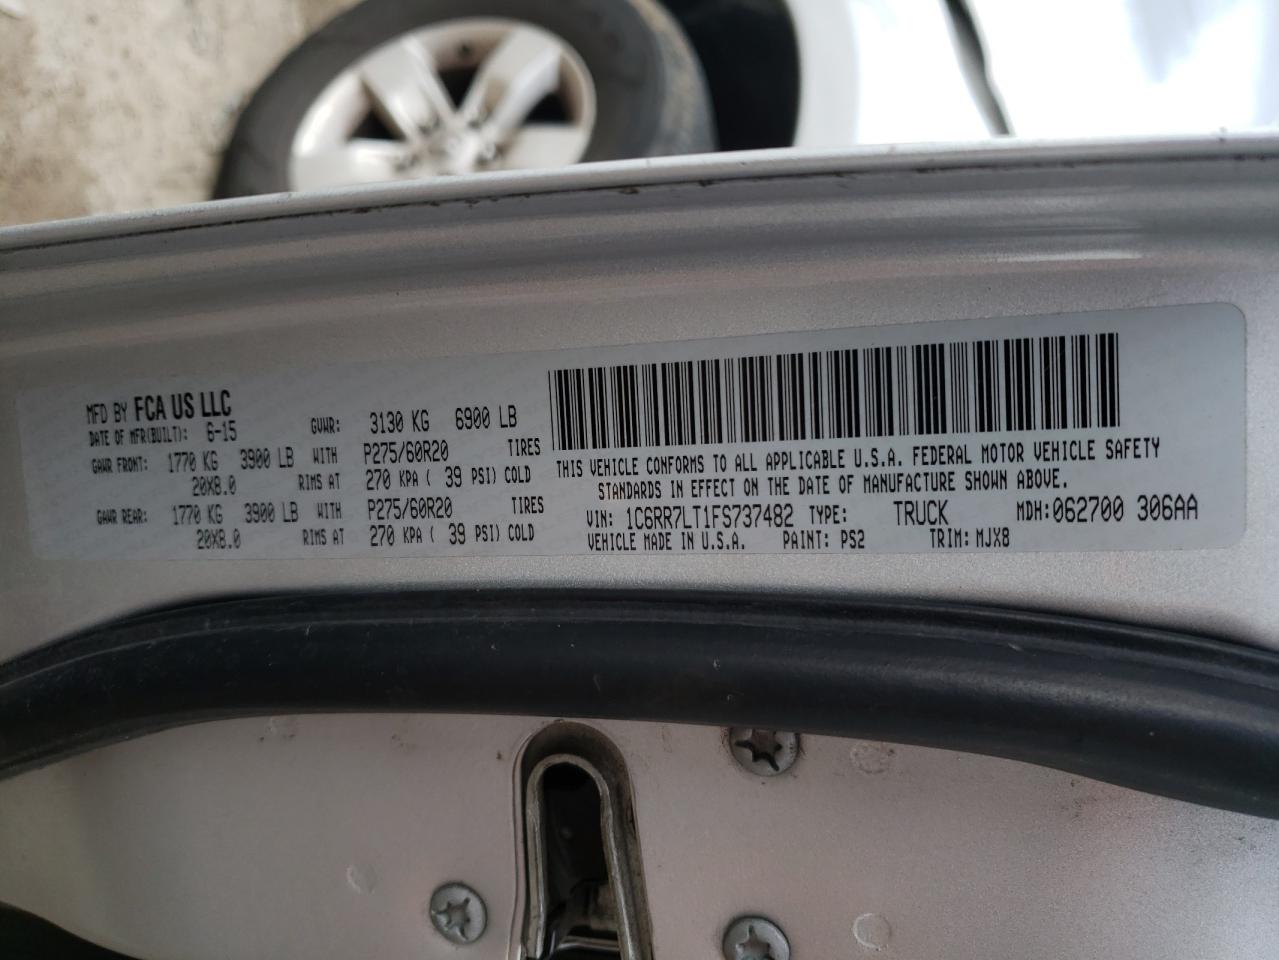 MFD BY FCA US LLC
DATE OF MFR(BUILT): 6-15 GVWR: 3130 KG 6900 LB
GAWR FRONT: 1770 KG 3900 LB WITH P275/60R20 TIRES
20X8.0 RIMS AT 270 KPA ( 39 PSI) COLD
GAWR REAR: 1770 KG 3900 LB WITH P275/60R20 TIRES
20X8.0 RIMS AT 270 KPA ( 39 PSI) COLD
THIS VEHICLE CONFORMS TO ALL APPLICABLE U.S.A. FEDERAL MOTOR VEHICLE SAFETY
STANDARDS IN EFFECT ON THE DATE OF MANUFACTURE SHOWN ABOVE.
VIN: 1C6RR7LT1FS737482 TYPE: TRUCK MDH: 062700 306AA
VEHICLE MADE IN U.S.A. PAINT: PS2 TRIM: MJX8